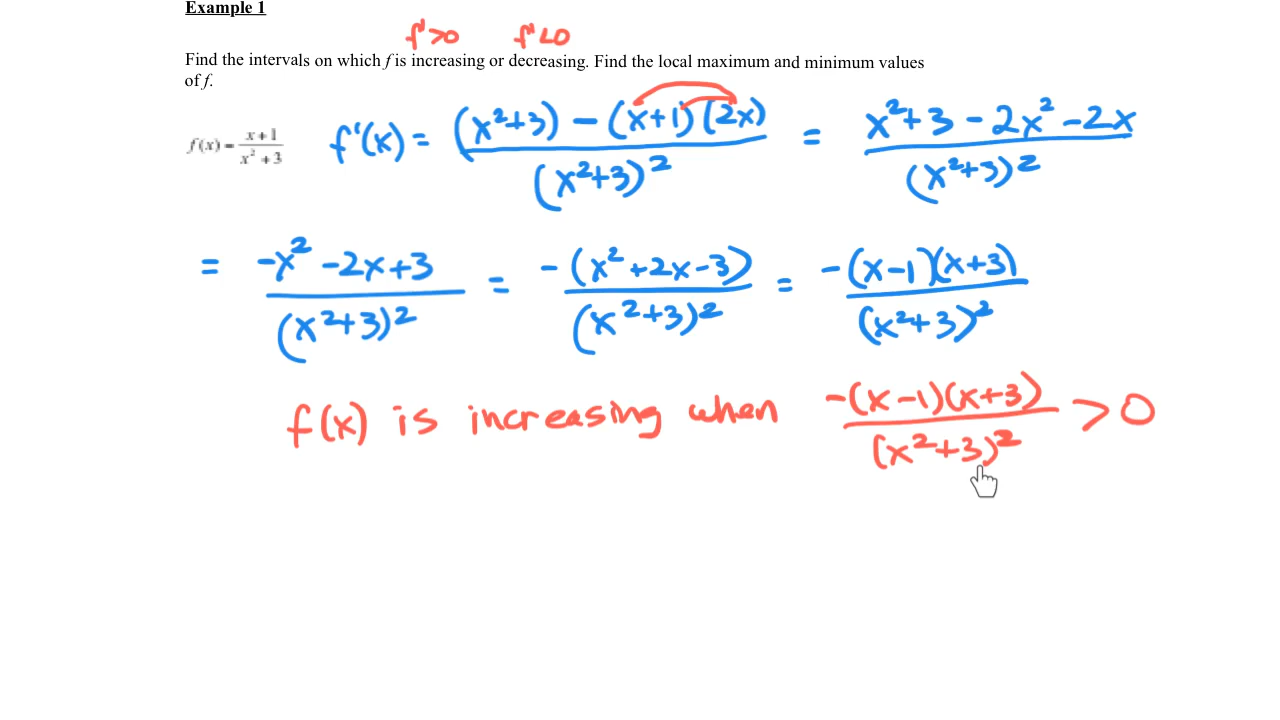 Example 1
f'>0 f'<0
Find the intervals on which f is increasing or decreasing. Find the local maximum and minimum values
of f.
f(x) = (x+1)/(x²+3) f'(x) = ((x²+3) - (x+1)(2x))/(x²+3)² = (x²+3-2x²-2x)/(x²+3)²
= (-x²-2x+3)/(x²+3)² = -(x²+2x-3)/(x²+3)² = -(x-1)(x+3)/(x²+3)²
f(x) is increasing when -(x-1)(x+3)/(x²+3)² > 0